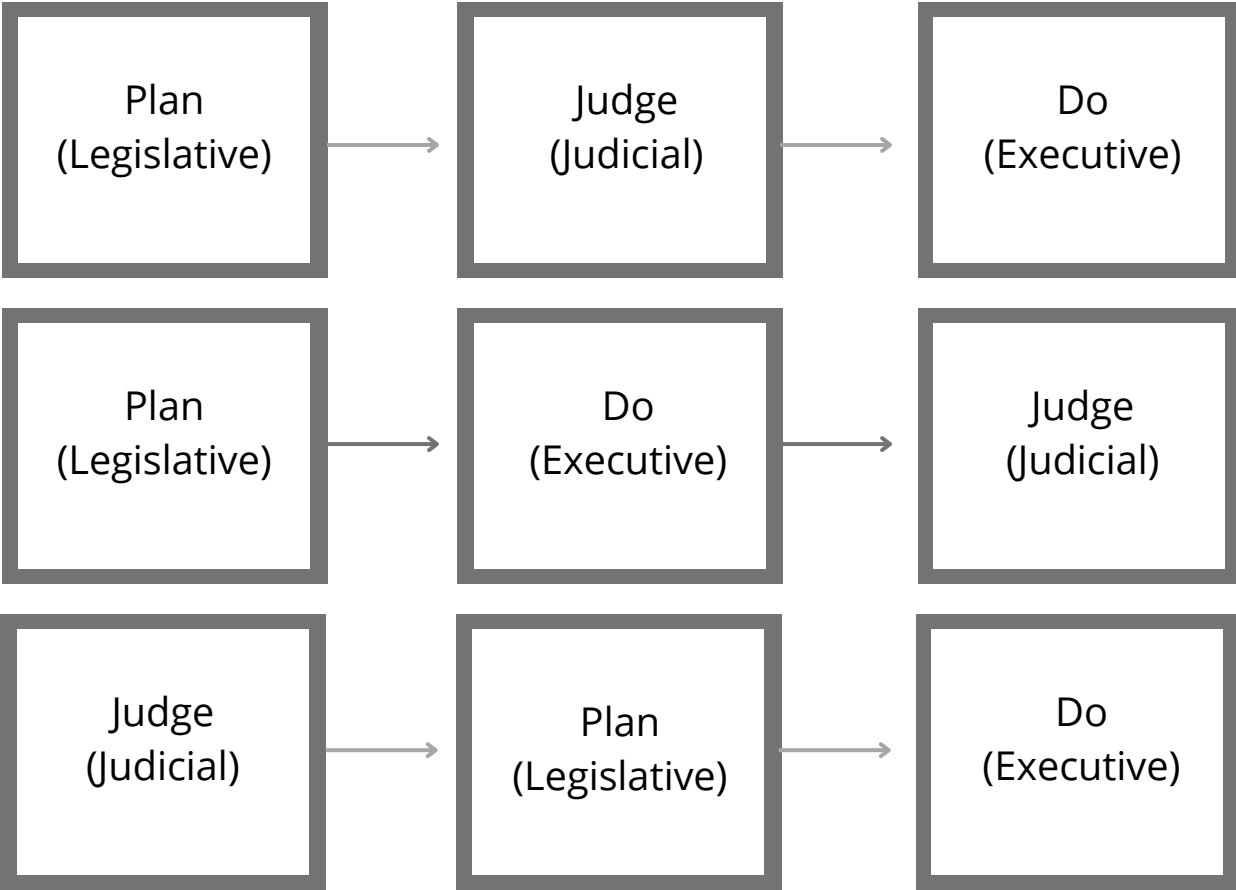 Plan
(Legislative)
Judge
(Judicial)
Do
(Executive)
Plan
(Legislative)
Do
(Executive)
Judge
(Judicial)
Judge
(Judicial)
Plan
(Legislative)
Do
(Executive)